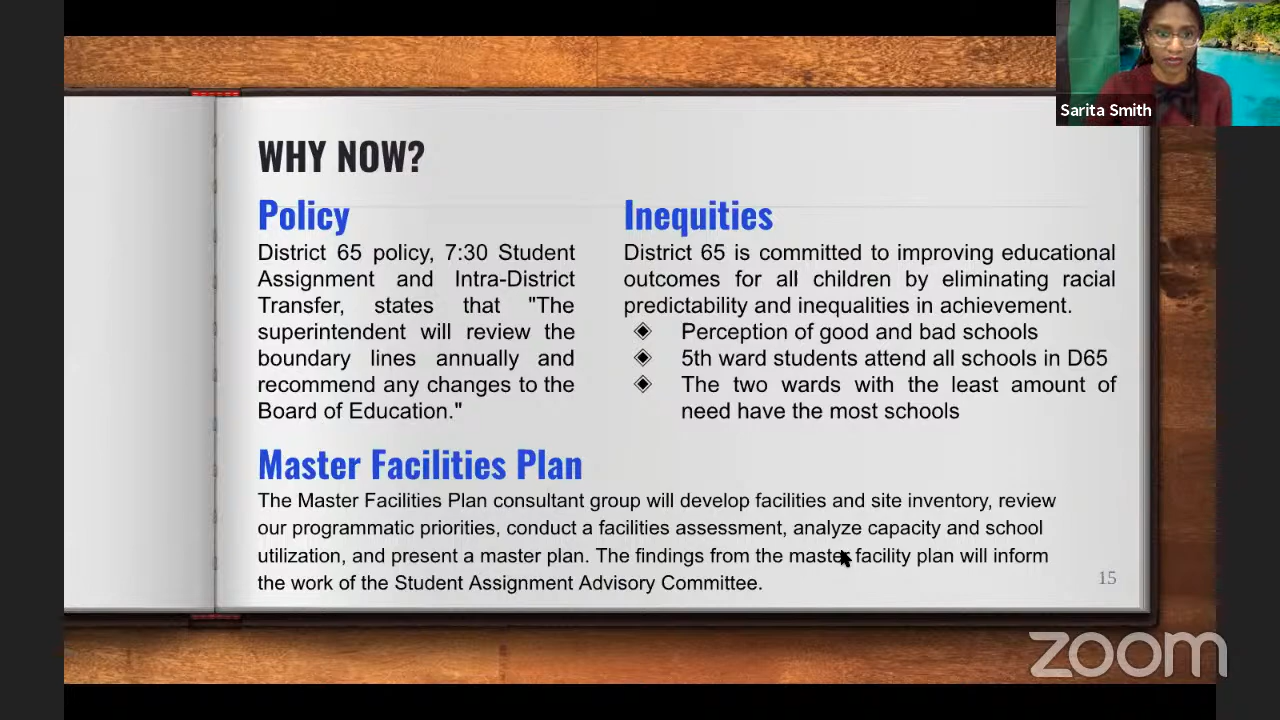 Sarita Smith
WHY NOW?
Policy
District 65 policy, 7:30 Student
Assignment and Intra-District
Transfer, states that "The
superintendent will review the
boundary lines annually and
recommend any changes to the
Board of Education."
Inequities
District 65 is committed to improving educational
outcomes for all children by eliminating racial
predictability and inequalities in achievement.
Perception of good and bad schools
5th ward students attend all schools in D65
The two wards with the least amount of
need have the most schools
Master Facilities Plan
The Master Facilities Plan consultant group will develop facilities and site inventory, review
our programmatic priorities, conduct a facilities assessment, analyze capacity and school
utilization, and present a master plan. The findings from the master facility plan will inform
the work of the Student Assignment Advisory Committee.
15
zoom